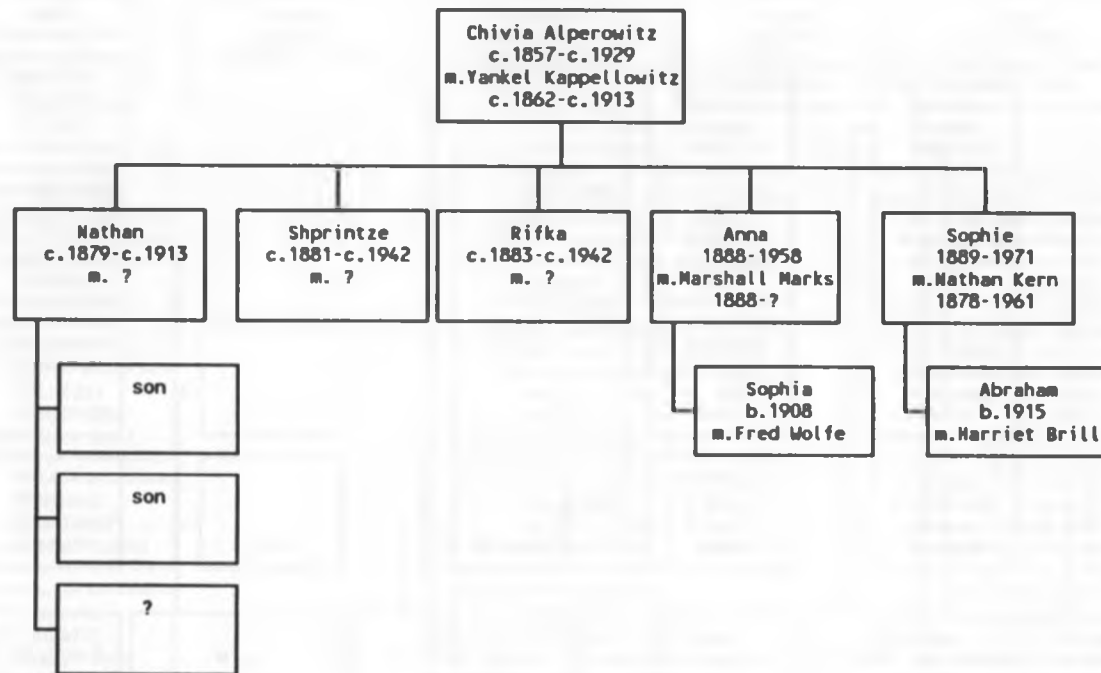 Chivia Alperowitz
c.1857-c.1929
m.Yankel Kappellowitz
c.1862-c.1913
Nathan
c.1879-c.1913
m. ?
Shprintze
c.1881-c.1942
m. ?
Rifka
c.1883-c.1942
m. ?
Anna
1888-1958
m.Marshall Marks
1888-?
Sophie
1889-1971
m.Nathan Kern
1878-1961
son
son
?
Sophia
b.1908
m.Fred Wolfe
Abraham
b.1915
m.Harriet Brill